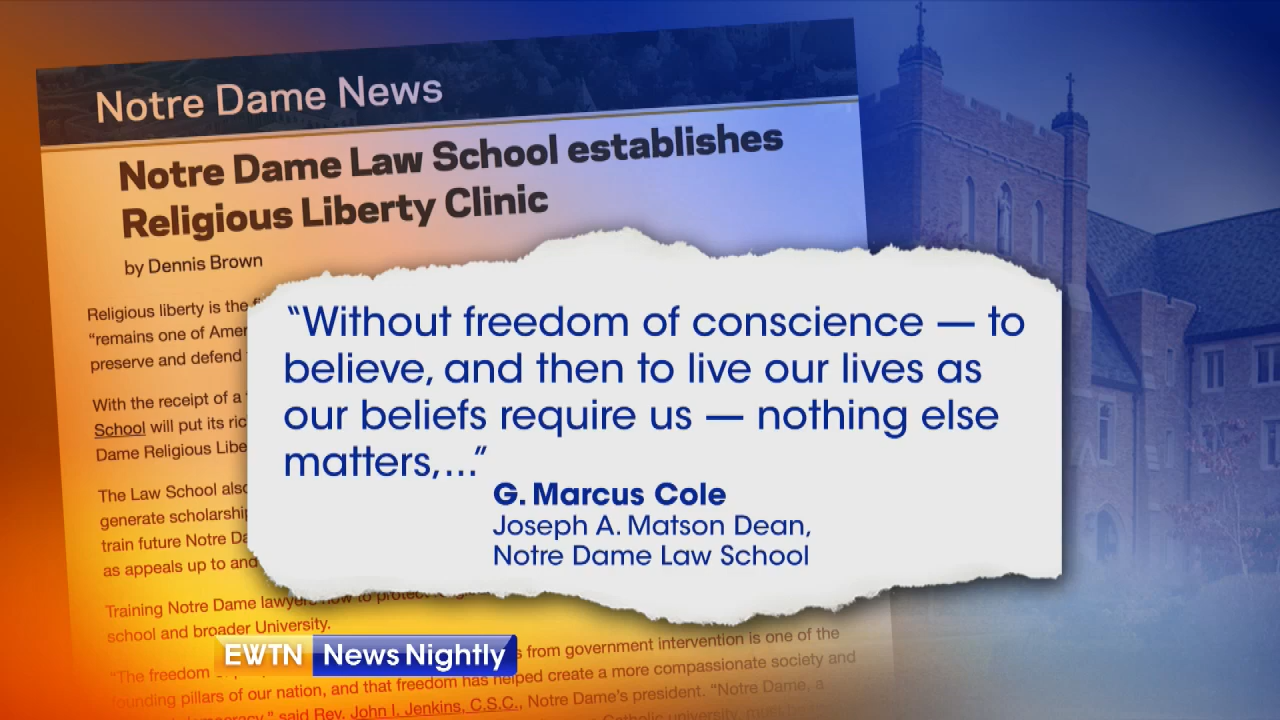 Notre Dame News
Notre Dame Law School establishes
Religious Liberty Clinic
by Dennis Brown
Religious liberty is the
“remains one of
preserve and defend
With the receipt of a
School will put its
Dame Religious
The Law School
generate
train future Notre
as appeals up to and
Training Notre Dame lawyers how to
school and broader University.
“The freedom from government intervention is one of the
founding pillars of our nation, and that freedom has helped create a more compassionate society and
said Rev. John I. Jenkins, C.S.C., Notre Dame’s president. “Notre Dame, a
Catholic university,
“Without freedom of conscience — to
believe, and then to live our lives as
our beliefs require us — nothing else
matters,...”
G. Marcus Cole
Joseph A. Matson Dean,
Notre Dame Law School
EWTN News Nightly